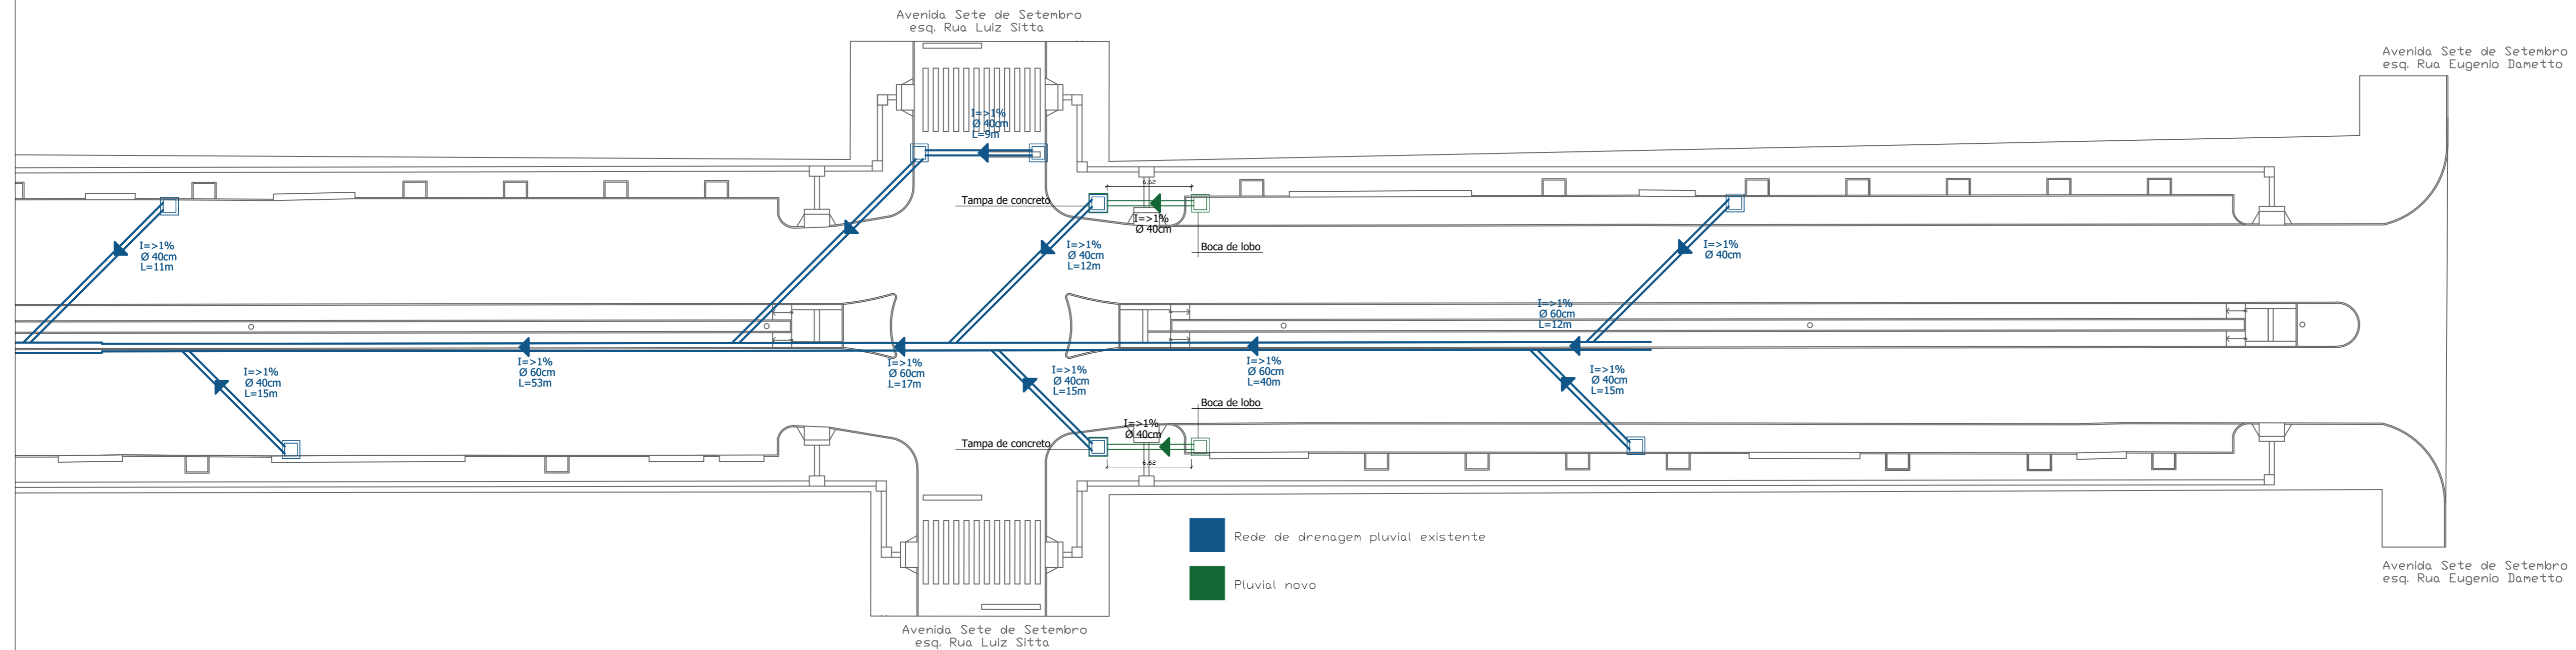 Avenida Sete de Setembro
esq. Rua Luiz Sitta
Avenida Sete de Setembro
esq. Rua Eugenio Dametto
I=>1%
Ø 40cm
L=9m
6,62
Tampa de concreto
I=>1%
Ø 40cm
Boca de lobo
I=>1%
Ø 40cm
L=11m
I=>1%
Ø 40cm
L=12m
I=>1%
Ø 40cm
I=>1%
Ø 60cm
L=12m
I=>1%
Ø 40cm
L=15m
I=>1%
Ø 60cm
L=53m
I=>1%
Ø 60cm
L=17m
I=>1%
Ø 40cm
L=15m
I=>1%
Ø 60cm
L=40m
I=>1%
Ø 40cm
L=15m
Boca de lobo
I=>1%
Ø 40cm
Tampa de concreto
6,62
Rede de drenagem pluvial existente
Pluvial novo
Avenida Sete de Setembro
esq. Rua Eugenio Dametto
Avenida Sete de Setembro
esq. Rua Luiz Sitta